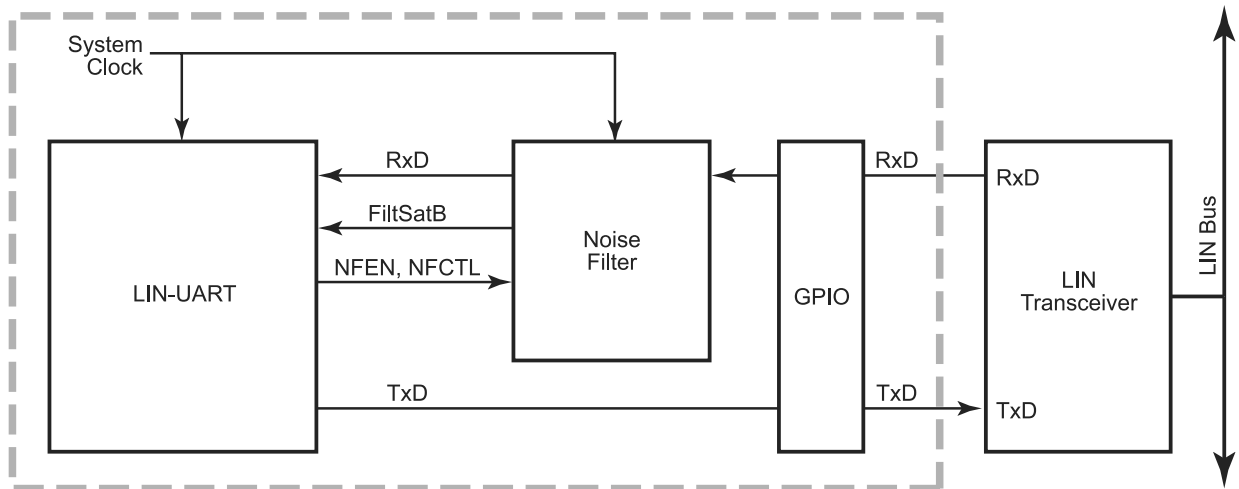 System
Clock
RxD
FiltSatB
NFEN, NFCTL
LIN-UART
TxD
Noise
Filter
GPIO
RxD
TxD
RxD
LIN
Transceiver
TxD
LIN Bus